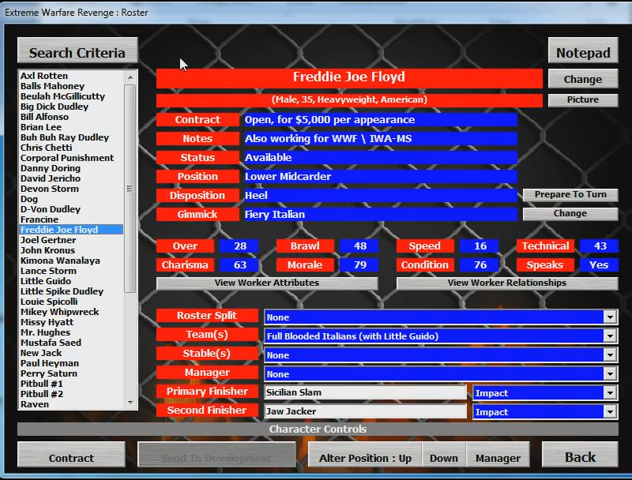 Extreme Warfare Revenge : Roster
Search Criteria
Notepad
Axl Rotten
Balls Mahoney
Beulah McGillicutty
Big Dick Dudley
Bill Alfonso
Brian Lee
Buh Buh Ray Dudley
Chris Chetti
Corporal Punishment
Danny Doring
David Jericho
Devon Storm
Dog
D-Von Dudley
Francine
Freddie Joe Floyd
Joel Gertner
John Kronus
Kimona Wanalaya
Lance Storm
Little Guido
Little Spike Dudley
Louie Spicolli
Mikey Whipwreck
Missy Hyatt
Mr. Hughes
Mustafa Saed
New Jack
Paul Heyman
Perry Saturn
Pitbull #1
Pitbull #2
Raven
Freddie Joe Floyd
Change
(Male, 35, Heavyweight, American)
Picture
Contract Open, for $5,000 per appearance
Notes Also working for WWF \ IWA-MS
Status Available
Position Lower Midcarder
Disposition Heel Prepare To Turn
Gimmick Fiery Italian Change
Over 28 Brawl 48 Speed 16 Technical 43
Charisma 63 Morale 79 Condition 76 Speaks Yes
View Worker Attributes View Worker Relationships
Roster Split None
Team(s) Full Blooded Italians (with Little Guido)
Stable(s) None
Manager None
Primary Finisher Sicilian Slam Impact
Second Finisher Jaw Jacker Impact
Character Controls
Contract Send To Development Alter Position : Up Down Manager Back